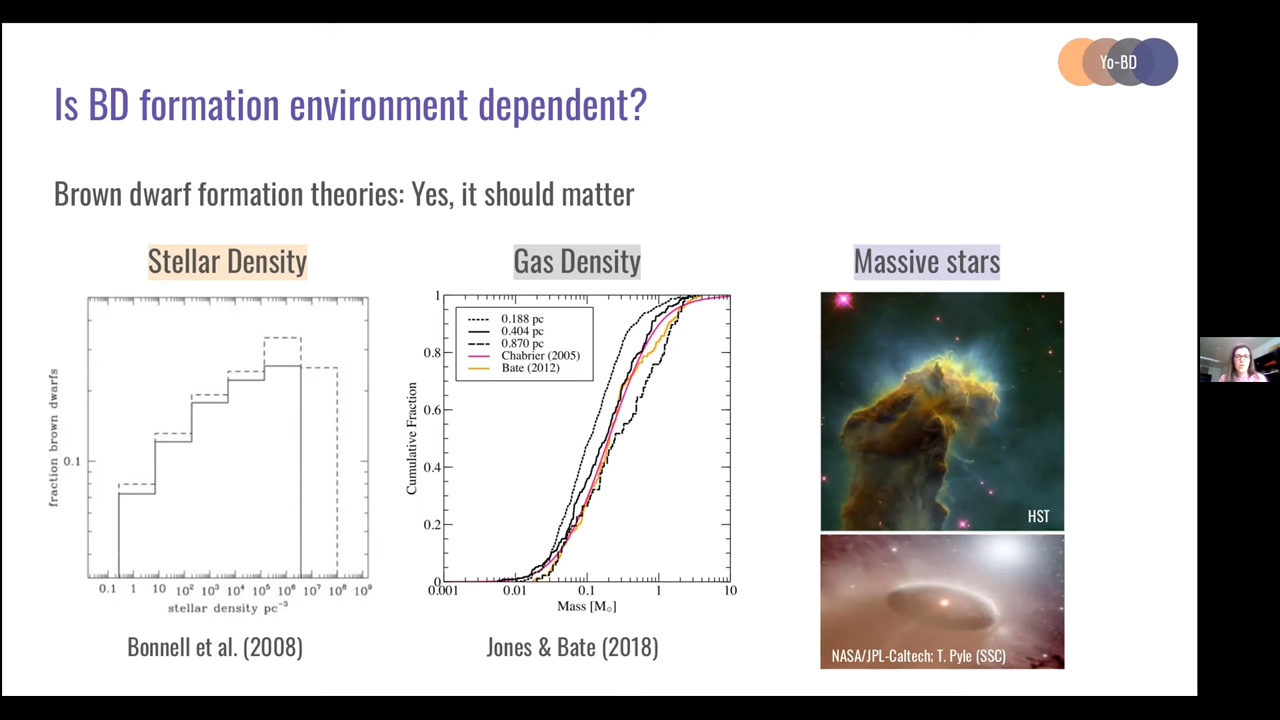 Yo-BD
Is BD formation environment dependent?
Brown dwarf formation theories: Yes, it should matter
Stellar Density
Gas Density
Massive stars
fraction brown dwarfs
0.1
0.1 1 10 10² 10³ 10⁴ 10⁵ 10⁶ 10⁷ 10⁸ 10⁹
stellar density pc⁻³
Bonnell et al. (2008)
Cumulative Fraction
1
0.8
0.6
0.4
0.2
0
0.188 pc
0.404 pc
0.870 pc
Chabrier (2005)
Bate (2012)
0.001 0.01 0.1 1 10
Mass [M☉]
Jones & Bate (2018)
HST
NASA/JPL-Caltech; T. Pyle (SSC)